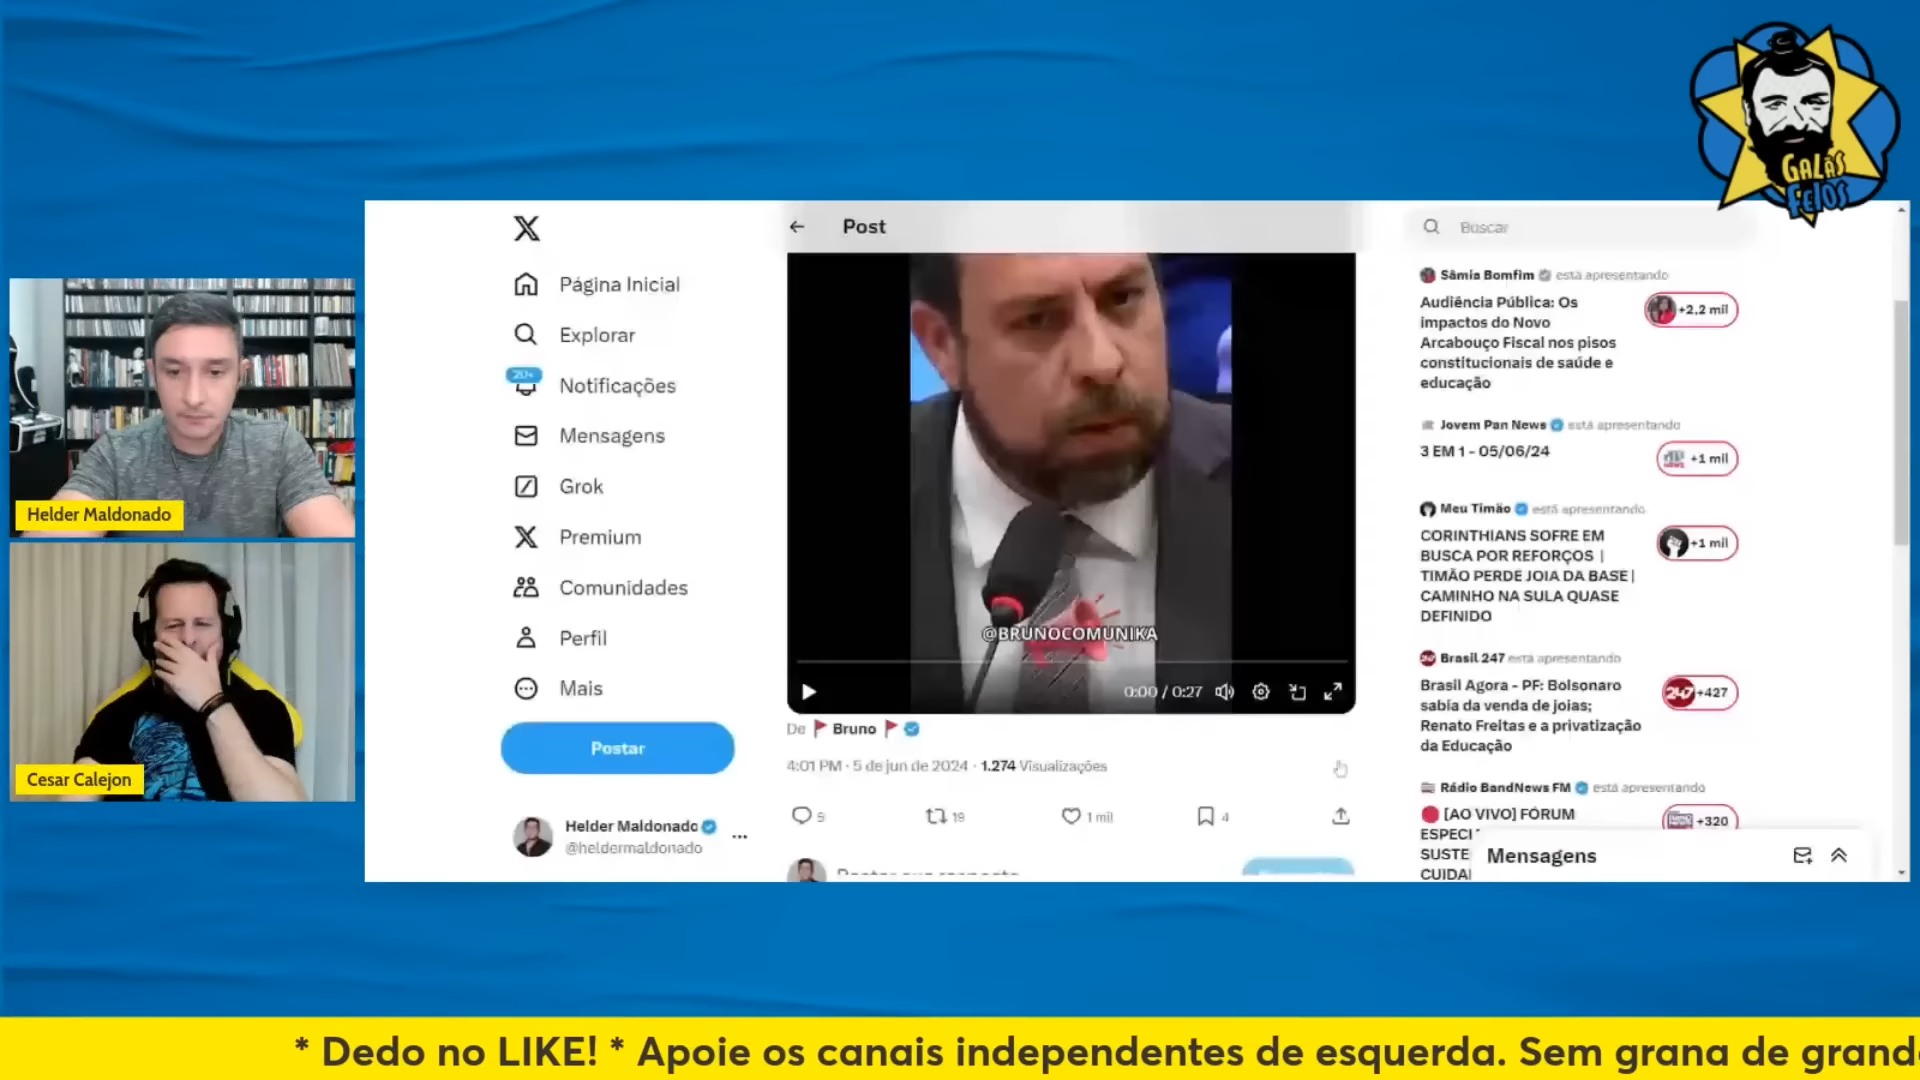 GALÃS
FEIOS
Helder Maldonado
Cesar Calejon
Página Inicial
Explorar
20+
Notificações
Mensagens
Grok
Premium
Comunidades
Perfil
Mais
Postar
Helder Maldonado
@heldermaldonado
Post
@BRUNOCOMUNIKA
0:00 / 0:27
De Bruno
4:01 PM · 5 de jun de 2024 · 1.274 Visualizações
5 19 1 mil 4
Buscar
Sâmia Bomfim está apresentando
Audiência Pública: Os
impactos do Novo
Arcabouço Fiscal nos pisos
constitucionais de saúde e
educação
+2,2 mil
Jovem Pan News está apresentando
3 EM 1 - 05/06/24
+1 mil
Meu Timão está apresentando
CORINTHIANS SOFRE EM
BUSCA POR REFORÇOS |
TIMÃO PERDE JOIA DA BASE |
CAMINHO NA SULA QUASE
DEFINIDO
+1 mil
Brasil 247 está apresentando
Brasil Agora - PF: Bolsonaro
sabia da venda de joias;
Renato Freitas e a privatização
da Educação
247 +427
Rádio BandNews FM está apresentando
[AO VIVO] FÓRUM
ESPECI
SUSTE
CUIDA
+320
Mensagens
* Dedo no LIKE! * Apoie os canais independentes de esquerda. Sem grana de grand